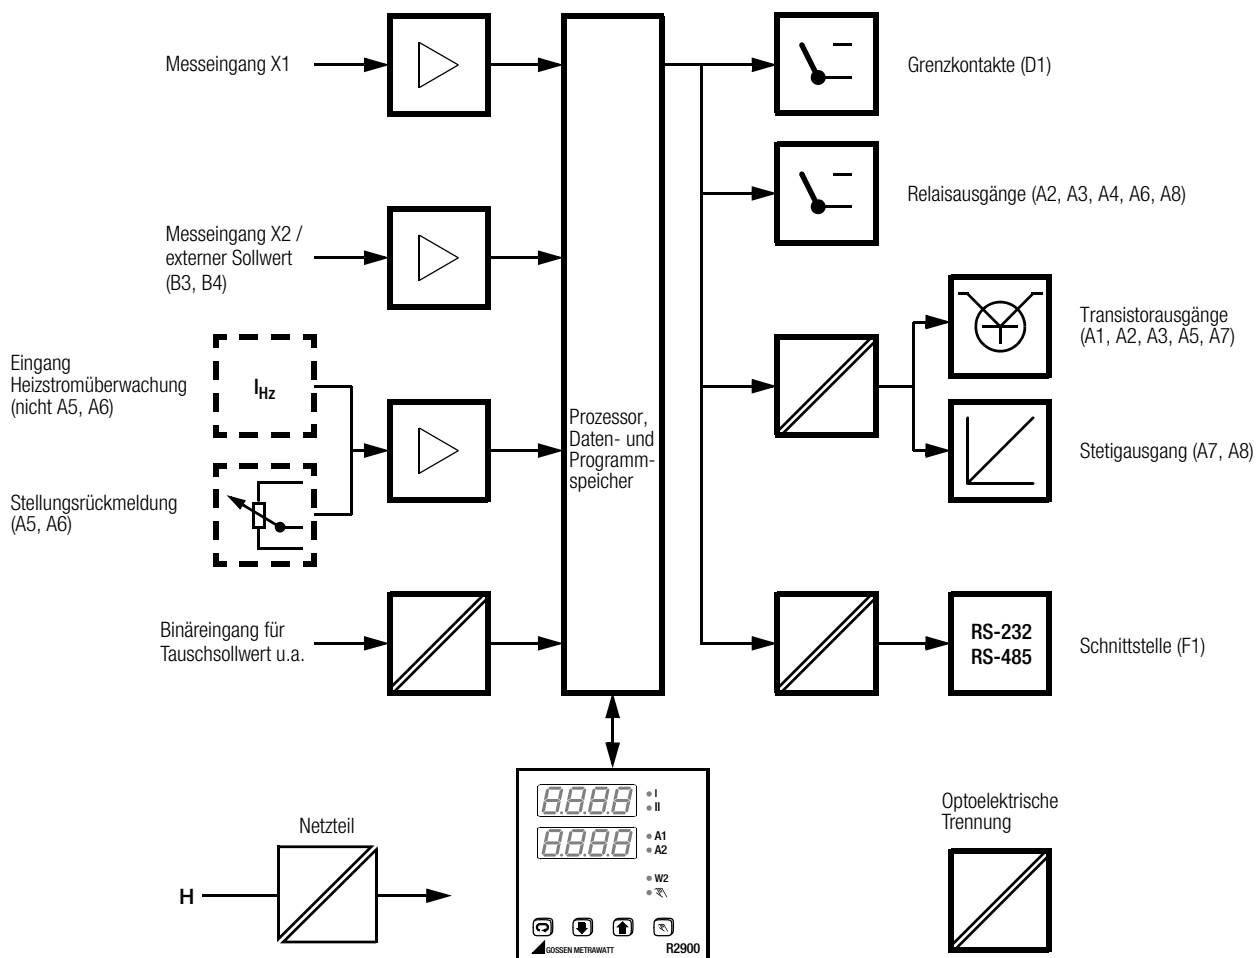 Messeingang X1
Grenzkontakte (D1)
Relaisausgänge (A2, A3, A4, A6, A8)
Messeingang X2 /
externer Sollwert
(B3, B4)
Transistorausgänge
(A1, A2, A3, A5, A7)
Eingang
Heizstromüberwachung
(nicht A5, A6)
IHz
Prozessor,
Daten- und
Programm-
speicher
Stetigausgang (A7, A8)
Stellungsrückmeldung
(A5, A6)
Binäreingang für
Tauschsollwert u.a.
RS-232
RS-485
Schnittstelle (F1)
8.8.8.8
I
II
8.8.8.8
A1
A2
W2
GOSSEN METRAWATT
R2900
Netzteil
H
Optoelektrische
Trennung